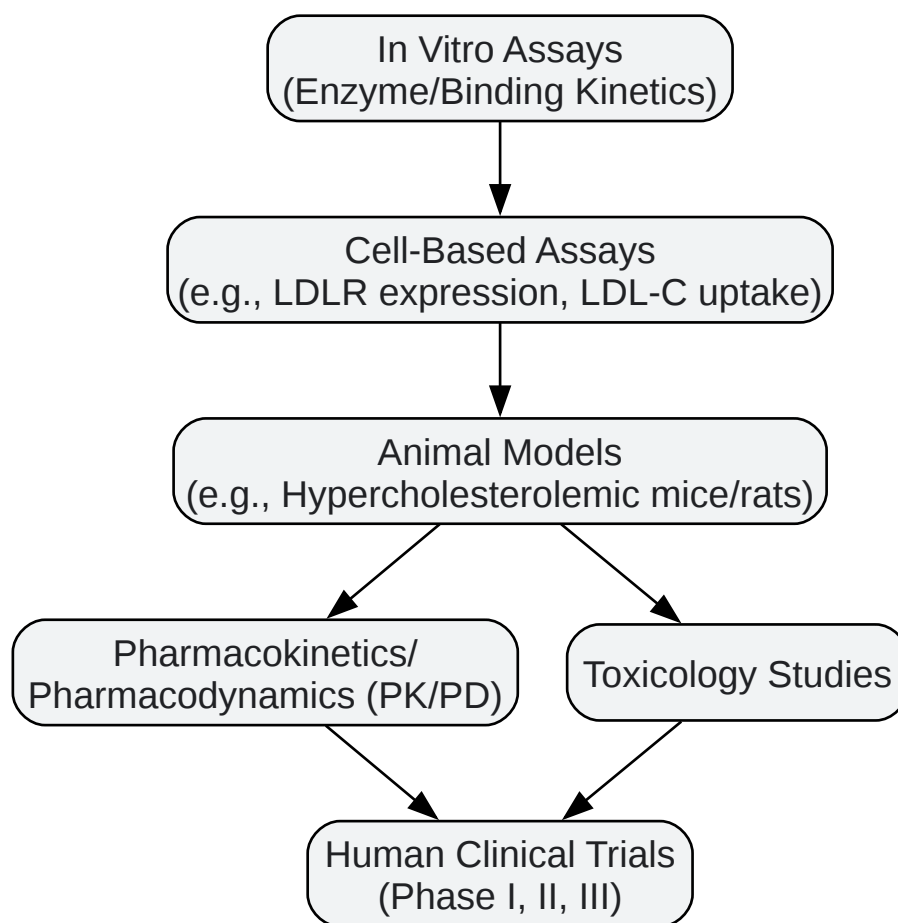 In Vitro Assays
(Enzyme/Binding Kinetics)
Cell-Based Assays
(e.g., LDLR expression, LDL-C uptake)
Animal Models
(e.g., Hypercholesterolemic mice/rats)
Pharmacokinetics/
Pharmacodynamics (PK/PD)
Toxicology Studies
Human Clinical Trials
(Phase I, II, III)